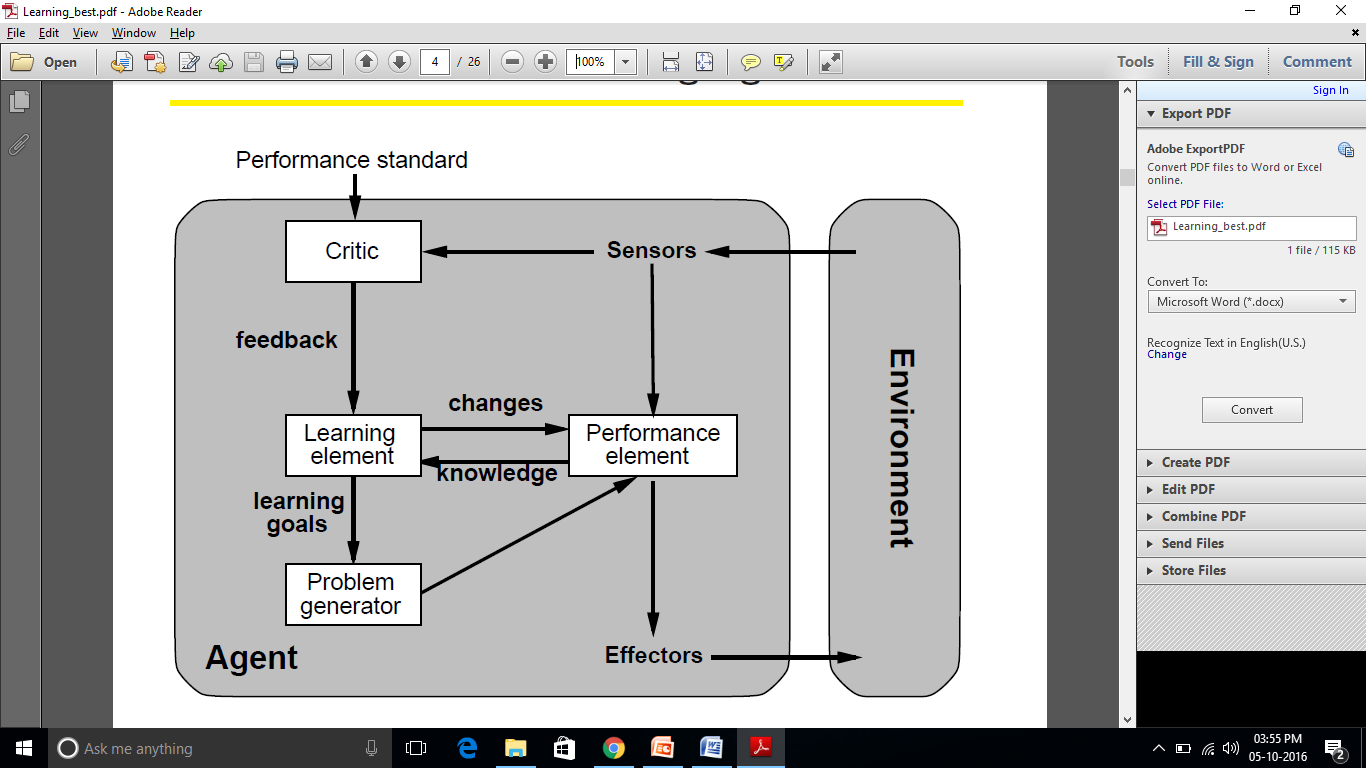 Learning_best.pdf - Adobe Reader
File Edit View Window Help
Open
4 / 26
100%
Tools
Fill & Sign
Comment
Sign In
Export PDF
Adobe ExportPDF
Convert PDF files to Word or Excel
online.
Select PDF File:
Learning_best.pdf
1 file / 115 KB
Convert To:
Microsoft Word (*.docx)
Recognize Text in English(U.S.)
Change
Convert
Create PDF
Edit PDF
Combine PDF
Send Files
Store Files
Performance standard
Critic
Sensors
feedback
changes
Learning
element
Performance
element
knowledge
learning
goals
Problem
generator
Agent
Effectors
Environment
Ask me anything
03:55 PM
05-10-2016
2